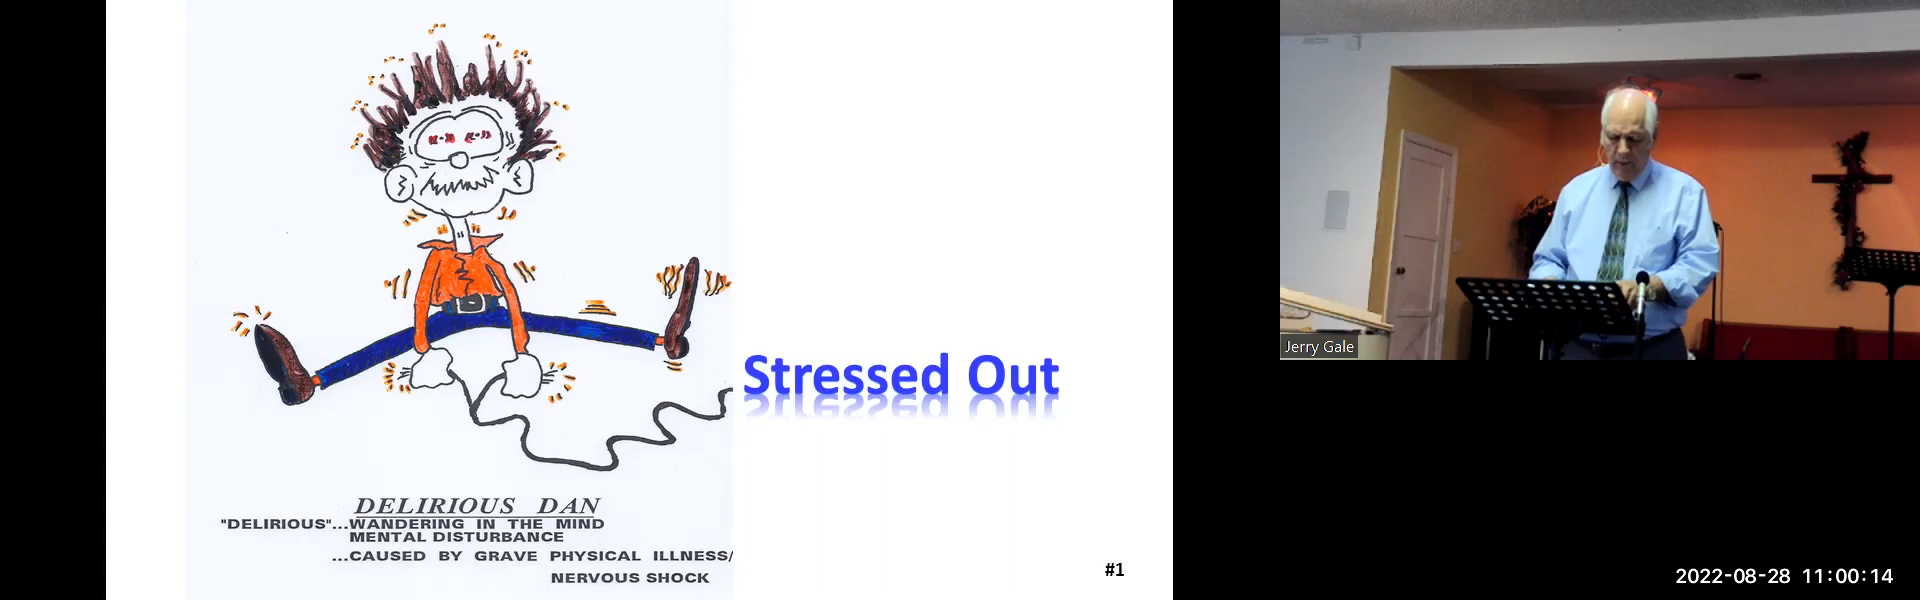 DELIRIOUS DAN
"DELIRIOUS"...WANDERING IN THE MIND
MENTAL DISTURBANCE
...CAUSED BY GRAVE PHYSICAL ILLNESS/
NERVOUS SHOCK
Stressed Out
#1
Jerry Gale
2022-08-28 11:00:14